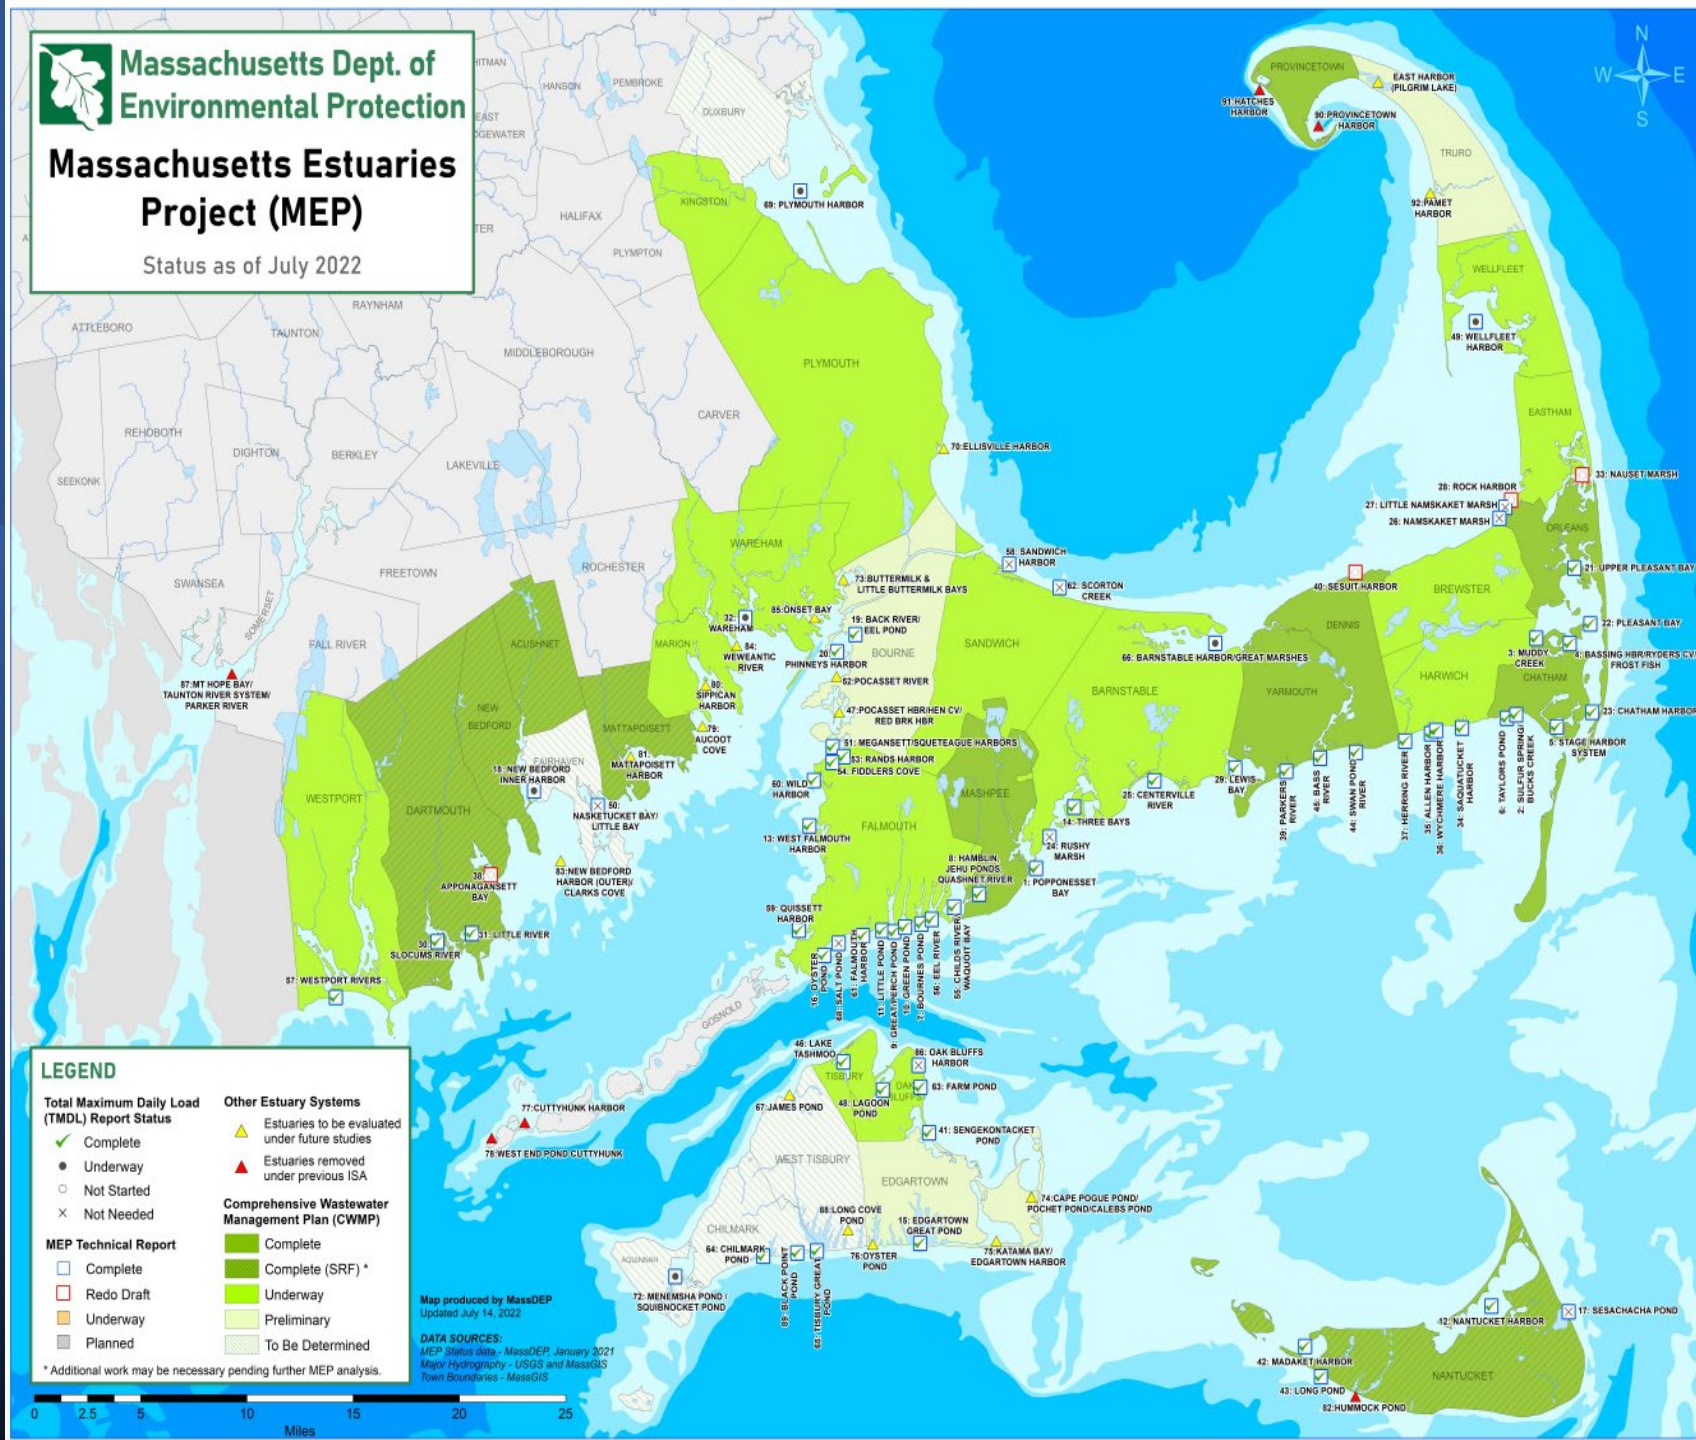 Massachusetts Dept. of
Environmental Protection
Massachusetts Estuaries
Project (MEP)
Status as of July 2022
HANSON
PEMBROKE
DUXBURY
KINGSTON
HALIFAX
PLYMPTON
69: PLYMOUTH HARBOR
PROVINCETOWN
91:HATCHES
HARBOR
90:PROVINCETOWN
HARBOR
EAST HARBOR
(PILGRIM LAKE)
N
W
E
S
TRURO
92:PAMET
HARBOR
WELLFLEET
49: WELLFLEET
HARBOR
EASTHAM
ATTLEBORO
TAUNTON
RAYNHAM
MIDDLEBOROUGH
PLYMOUTH
CARVER
REHOBOTH
DIGHTON
BERKLEY
LAKEVILLE
SEEKONK
70:ELLISVILLE HARBOR
33: NAUSET MARSH
28: ROCK HARBOR
27: LITTLE NAMSKAKET MARSH
26: NAMSKAKET MARSH
ORLEANS
SWANSEA
SOMERSET
FREETOWN
ROCHESTER
WAREHAM
FALL RIVER
ACUSHNET
MARION
58: SANDWICH
HARBOR
62: SCORTON
CREEK
73:BUTTERMILK &
LITTLE BUTTERMILK BAYS
85:ONSET BAY
32:
WAREHAM
84:
WEWEANTIC
RIVER
19: BACK RIVER/
EEL POND
20:
PHINNEYS HARBOR
BOURNE
52:POCASSET RIVER
SANDWICH
40: SESUIT HARBOR
BREWSTER
DENNIS
21: UPPER PLEASANT BAY
22: PLEASANT BAY
3: MUDDY
CREEK
4: BASSING HBR/RYDERS CV/
FROST FISH
CHATHAM
HARWICH
66: BARNSTABLE HARBOR/GREAT MARSHES
BARNSTABLE
YARMOUTH
23: CHATHAM HARBOR
5: STAGE HARBOR
SYSTEM
87:MT HOPE BAY/
TAUNTON RIVER SYSTEM/
PARKER RIVER
80:
SIPPICAN
HARBOR
47:POCASSET HBR/HEN CV/
RED BRK HBR
79:
AUCOOT
COVE
NEW
BEDFORD
MATTAPOISETT
FAIRHAVEN
81:
MATTAPOISETT
HARBOR
51: MEGANSETT/SQUETEAGUE HARBORS
53: RANDS HARBOR
54: FIDDLERS COVE
18: NEW BEDFORD
INNER HARBOR
50:
NASKETUCKET BAY/
LITTLE BAY
60: WILD
HARBOR
WESTPORT
DARTMOUTH
13: WEST FALMOUTH
HARBOR
FALMOUTH
MASHPEE
14: THREE BAYS
24: RUSHY
MARSH
25: CENTERVILLE
RIVER
29: LEWIS
BAY
39: PARKERS
RIVER
45: BASS
RIVER
44: SWAN POND
RIVER
37: HERRING RIVER
35: ALLEN HARBOR
36: WYCHMERE HARBOR
34: SAQUATUCKET
HARBOR
6: TAYLORS POND
2: SULFUR SPRING/
BUCKS CREEK
38:
APPONAGANSETT
BAY
83:NEW BEDFORD
HARBOR (OUTER)/
CLARKS COVE
8: HAMBLIN,
JEHU PONDS,
QUASHNET RIVER
1: POPPONESSET
BAY
59: QUISSETT
HARBOR
30:
SLOCUMS RIVER
31: LITTLE RIVER
57: WESTPORT RIVERS
16: OYSTER
POND
68: SALT POND
61: FALMOUTH
HARBOR
11: LITTLE POND
9: GREAT/PERCH POND
10: GREEN POND
7: BOURNES POND
56: EEL RIVER
55: CHILDS RIVER/
WAQUOIT BAY
GOSNOLD
46: LAKE
TASHMOO
86: OAK BLUFFS
HARBOR
TISBURY
OAK
BLUFFS
63: FARM POND
67:JAMES POND
48: LAGOON
POND
77:CUTTYHUNK HARBOR
78:WEST END POND CUTTYHUNK
41: SENGEKONTACKET
POND
WEST TISBURY
EDGARTOWN
74:CAPE POGUE POND/
POCHET POND/CALEBS POND
88:LONG COVE
POND
15: EDGARTOWN
GREAT POND
CHILMARK
AQUINNAH
64: CHILMARK
POND
76:OYSTER
POND
75:KATAMA BAY/
EDGARTOWN HARBOR
72: MENEMSHA POND /
SQUIBNOCKET POND
89: BLACK POINT
POND
65: TISBURY GREAT
POND
12: NANTUCKET HARBOR
17: SESACHACHA POND
42: MADAKET HARBOR
43: LONG POND
82:HUMMOCK POND
NANTUCKET
LEGEND
Total Maximum Daily Load
(TMDL) Report Status
Complete
Underway
Not Started
Not Needed
MEP Technical Report
Complete
Redo Draft
Underway
Planned
Other Estuary Systems
Estuaries to be evaluated
under future studies
Estuaries removed
under previous ISA
Comprehensive Wastewater
Management Plan (CWMP)
Complete
Complete (SRF) *
Underway
Preliminary
To Be Determined
* Additional work may be necessary pending further MEP analysis.
Map produced by MassDEP
Updated July 14, 2022
DATA SOURCES:
MEP Status data - MassDEP, January 2021
Major Hydrography - USGS and MassGIS
Town Boundaries - MassGIS
0 2.5 5 10 15 20 25
Miles